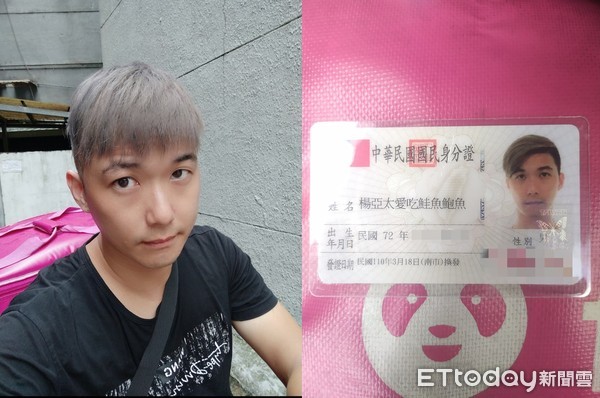 中華民國國民身分證
姓名 楊亞太愛吃鮭魚鮑魚
出生年月日 民國 72 年
性別
發證日期 民國110年3月18日(南市)換發
ETtoday新聞雲